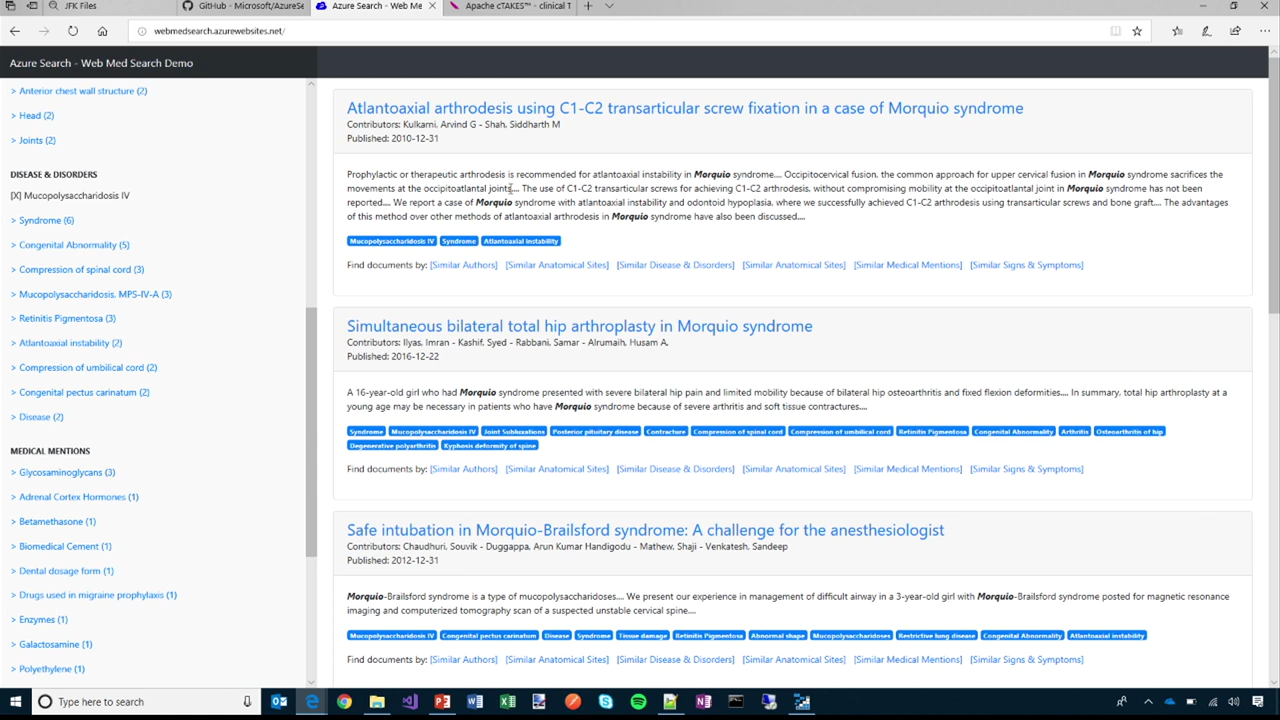 JFK Files
GitHub - Microsoft/AzureSe
Azure Search - Web Me
Apache cTAKES™ - clinical T
webmedsearch.azurewebsites.net/
Azure Search - Web Med Search Demo
> Anterior chest wall structure (2)
> Head (2)
> Joints (2)
DISEASE & DISORDERS
[X] Mucopolysaccharidosis IV
> Syndrome (6)
> Congenital Abnormality (5)
> Compression of spinal cord (3)
> Mucopolysaccharidosis, MPS-IV-A (3)
> Retinitis Pigmentosa (3)
> Atlantoaxial instability (2)
> Compression of umbilical cord (2)
> Congenital pectus carinatum (2)
> Disease (2)
MEDICAL MENTIONS
> Glycosaminoglycans (3)
> Adrenal Cortex Hormones (1)
> Betamethasone (1)
> Biomedical Cement (1)
> Dental dosage form (1)
> Drugs used in migraine prophylaxis (1)
> Enzymes (1)
> Galactosamine (1)
> Polyethylene (1)
Atlantoaxial arthrodesis using C1-C2 transarticular screw fixation in a case of Morquio syndrome
Contributors: Kulkarni, Arvind G - Shah, Siddharth M
Published: 2010-12-31
Prophylactic or therapeutic arthrodesis is recommended for atlantoaxial instability in Morquio syndrome.... Occipitocervical fusion, the common approach for upper cervical fusion in Morquio syndrome sacrifices the
movements at the occipitoatlantal joints.... The use of C1-C2 transarticular screws for achieving C1-C2 arthrodesis, without compromising mobility at the occipitoatlantal joint in Morquio syndrome has not been
reported.... We report a case of Morquio syndrome with atlantoaxial instability and odontoid hypoplasia, where we successfully achieved C1-C2 arthrodesis using transarticular screws and bone graft.... The advantages
of this method over other methods of atlantoaxial arthrodesis in Morquio syndrome have also been discussed....
Mucopolysaccharidosis IV Syndrome Atlantoaxial instability
Find documents by: [Similar Authors] [Similar Anatomical Sites] [Similar Disease & Disorders] [Similar Anatomical Sites] [Similar Medical Mentions] [Similar Signs & Symptoms]
Simultaneous bilateral total hip arthroplasty in Morquio syndrome
Contributors: Ilyas, Imran - Kashif, Syed - Rabbani, Samar - Alrumaih, Husam A,
Published: 2016-12-22
A 16-year-old girl who had Morquio syndrome presented with severe bilateral hip pain and limited mobility because of bilateral hip osteoarthritis and fixed flexion deformities.... In summary, total hip arthroplasty at a
young age may be necessary in patients who have Morquio syndrome because of severe arthritis and soft tissue contractures....
Syndrome Mucopolysaccharidosis IV Joint Subluxations Posterior pituitary disease Contracture Compression of spinal cord Compression of umbilical cord Retinitis Pigmentosa Congenital Abnormality Arthritis Osteoarthritis of hip
Degenerative polyarthritis Kyphosis deformity of spine
Find documents by: [Similar Authors] [Similar Anatomical Sites] [Similar Disease & Disorders] [Similar Anatomical Sites] [Similar Medical Mentions] [Similar Signs & Symptoms]
Safe intubation in Morquio-Brailsford syndrome: A challenge for the anesthesiologist
Contributors: Chaudhuri, Souvik - Duggappa, Arun Kumar Handigodu - Mathew, Shaji - Venkatesh, Sandeep
Published: 2012-12-31
Morquio-Brailsford syndrome is a type of mucopolysaccharidoses.... We present our experience in management of difficult airway in a 3-year-old girl with Morquio-Brailsford syndrome posted for magnetic resonance
imaging and computerized tomography scan of a suspected unstable cervical spine....
Mucopolysaccharidosis IV Congenital pectus carinatum Disease Syndrome Tissue damage Retinitis Pigmentosa Abnormal shape Mucopolysaccharidoses Restrictive lung disease Congenital Abnormality Atlantoaxial instability
Find documents by: [Similar Authors] [Similar Anatomical Sites] [Similar Disease & Disorders] [Similar Anatomical Sites] [Similar Medical Mentions] [Similar Signs & Symptoms]
Type here to search